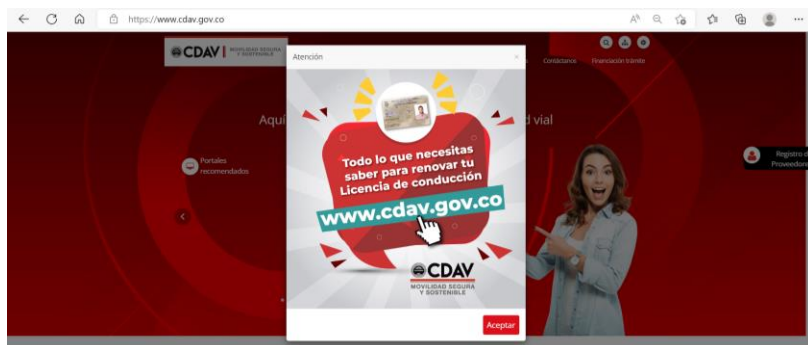 https://www.cdav.gov.co
CDAV
MOVILIDAD SEGURA
Y SOSTENIBLE
Contáctanos
Financiación trámite
Aquí
d vial
Portales
recomendados
Registro d
Proveedore
Atención
×
Todo lo que necesitas
saber para renovar tu
Licencia de conducción
www.cdav.gov.co
CDAV
MOVILIDAD SEGURA
Y SOSTENIBLE
Aceptar